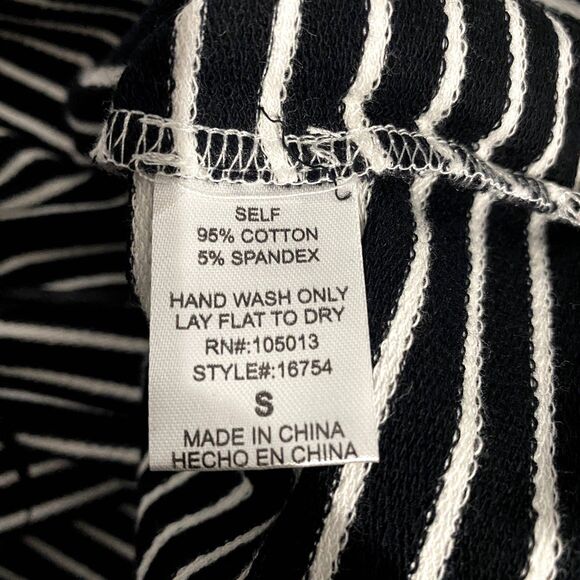 SELF
95% COTTON
5% SPANDEX
HAND WASH ONLY
LAY FLAT TO DRY
RN#:105013
STYLE#:16754
S
MADE IN CHINA
HECHO EN CHINA